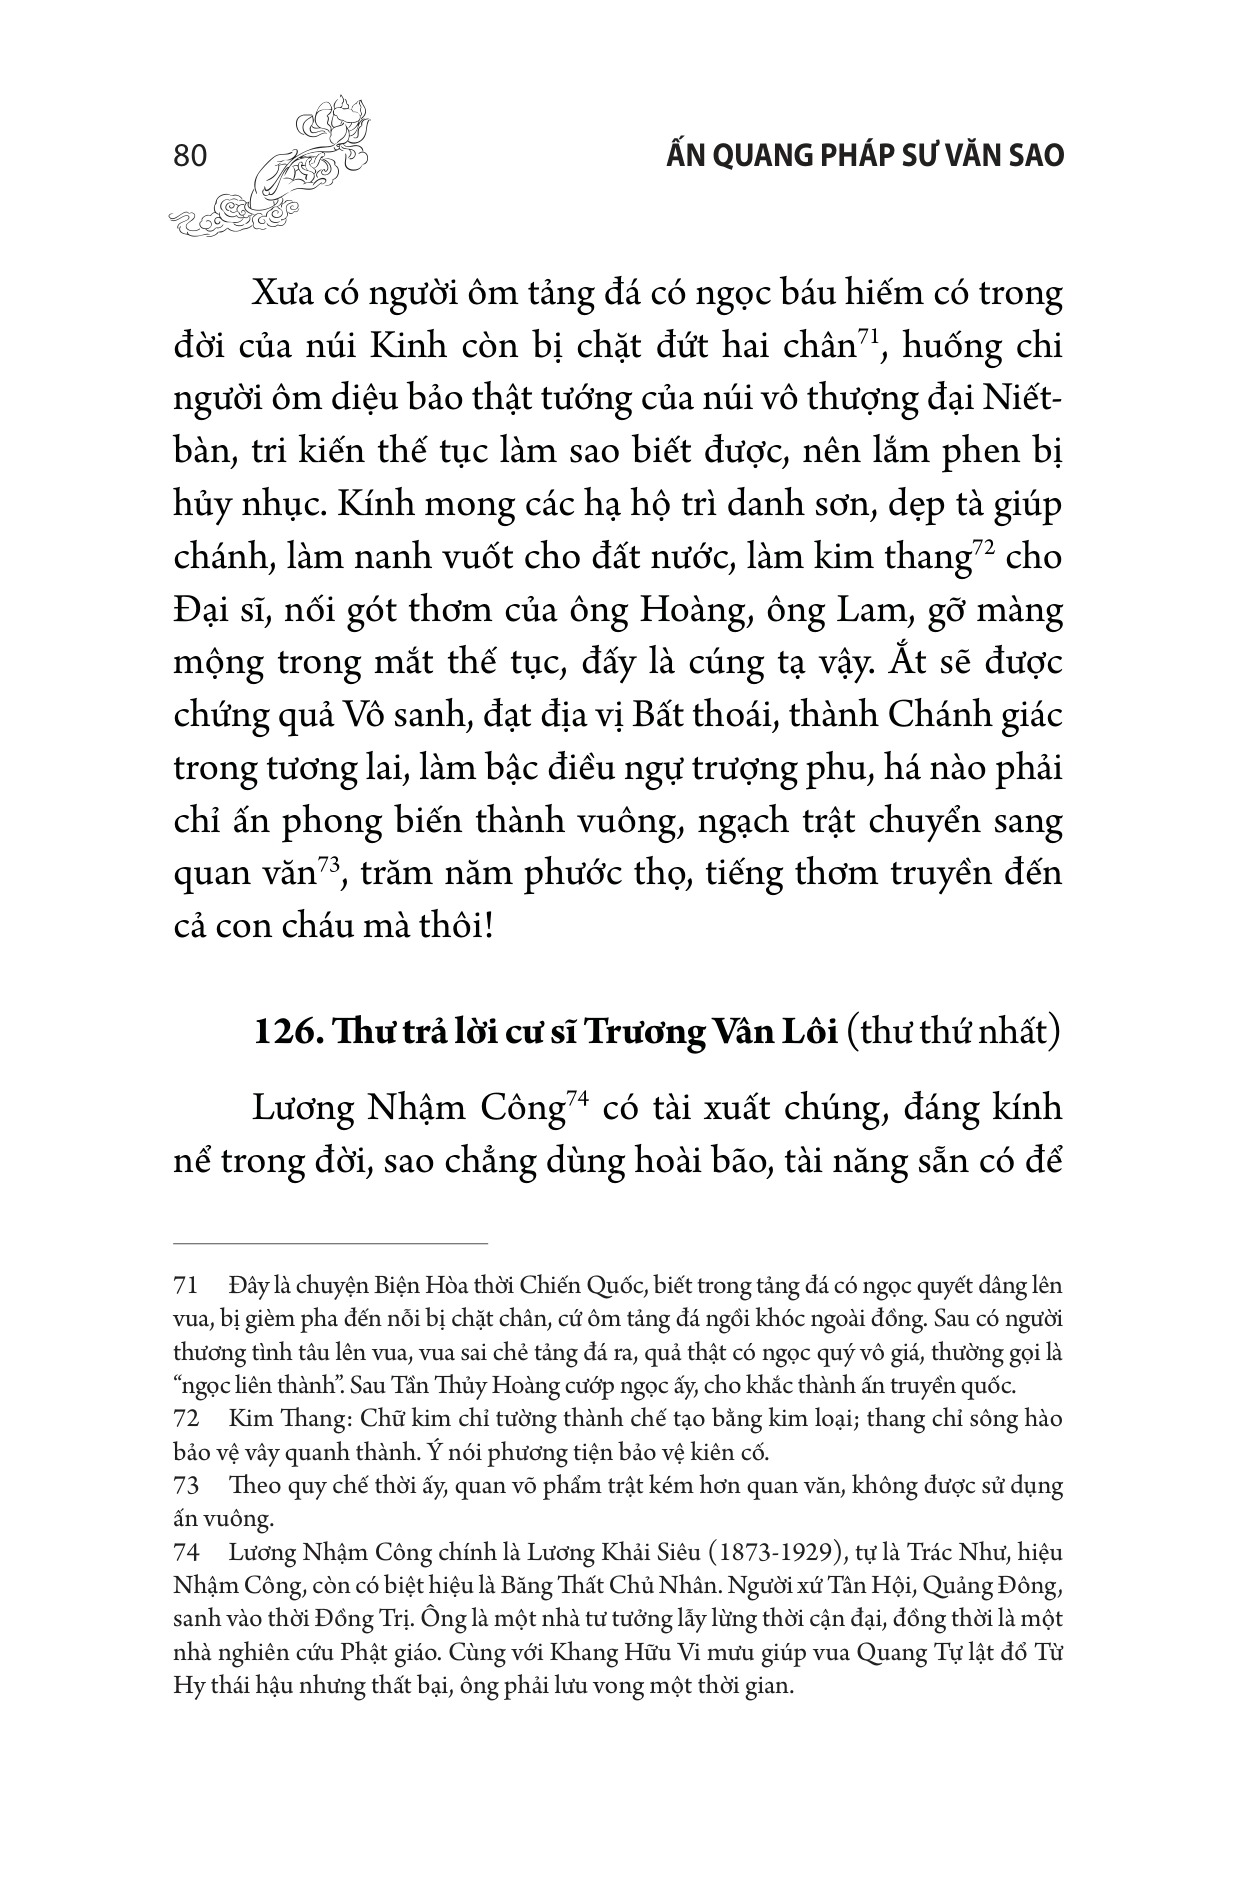 80
ẤN QUANG PHÁP SƯ VĂN SAO
Xưa có người ôm tảng đá có ngọc báu hiếm có trong
đời của núi Kinh còn bị chặt đứt hai chân71, huống chi
người ôm diệu bảo thật tướng của núi vô thượng đại Niết-
bàn, tri kiến thế tục làm sao biết được, nên lắm phen bị
hủy nhục. Kính mong các hạ hộ trì danh sơn, dẹp tà giúp
chánh, làm nanh vuốt cho đất nước, làm kim thang72 cho
Đại sĩ, nối gót thơm của ông Hoàng, ông Lam, gỡ màng
mộng trong mắt thế tục, đấy là cúng tạ vậy. Ắt sẽ được
chứng quả Vô sanh, đạt địa vị Bất thoái, thành Chánh giác
trong tương lai, làm bậc điều ngự trượng phu, há nào phải
chỉ ấn phong biến thành vuông, ngạch trật chuyển sang
quan văn73, trăm năm phước thọ, tiếng thơm truyền đến
cả con cháu mà thôi!
126. Thư trả lời cư sĩ Trương Vân Lôi (thư thứ nhất)
Lương Nhậm Công74 có tài xuất chúng, đáng kính
nể trong đời, sao chẳng dùng hoài bão, tài năng sẵn có để
71 Đây là chuyện Biện Hòa thời Chiến Quốc, biết trong tảng đá có ngọc quyết dâng lên
vua, bị gièm pha đến nỗi bị chặt chân, cứ ôm tảng đá ngồi khóc ngoài đồng. Sau có người
thương tình tâu lên vua, vua sai chẻ tảng đá ra, quả thật có ngọc quý vô giá, thường gọi là
“ngọc liên thành”. Sau Tần Thủy Hoàng cướp ngọc ấy, cho khắc thành ấn truyền quốc.
72 Kim Thang: Chữ kim chỉ tường thành chế tạo bằng kim loại; thang chỉ sông hào
bảo vệ vây quanh thành. Ý nói phương tiện bảo vệ kiên cố.
73 Theo quy chế thời ấy, quan võ phẩm trật kém hơn quan văn, không được sử dụng
ấn vuông.
74 Lương Nhậm Công chính là Lương Khải Siêu (1873-1929), tự là Trác Như, hiệu
Nhậm Công, còn có biệt hiệu là Băng Thất Chủ Nhân. Người xứ Tân Hội, Quảng Đông,
sanh vào thời Đồng Trị. Ông là một nhà tư tưởng lẫy lừng thời cận đại, đồng thời là một
nhà nghiên cứu Phật giáo. Cùng với Khang Hữu Vi mưu giúp vua Quang Tự lật đổ Từ
Hy thái hậu nhưng thất bại, ông phải lưu vong một thời gian.